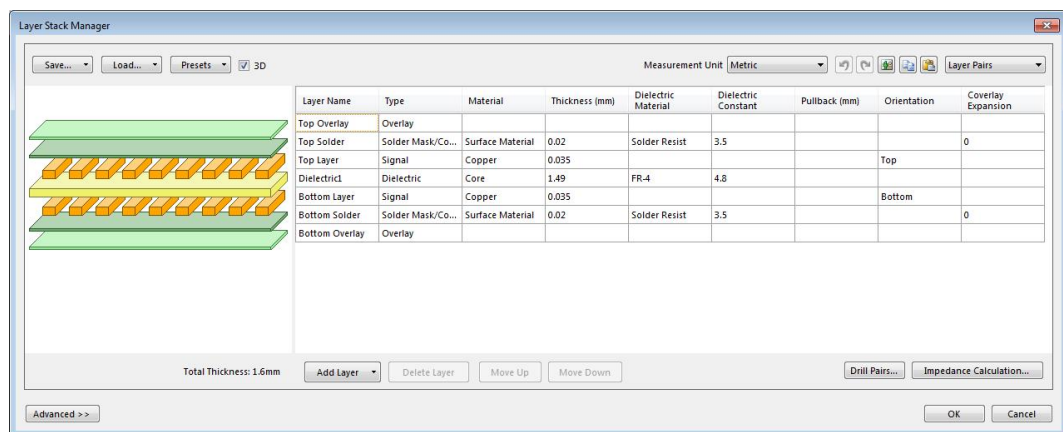 Layer Stack Manager
Save... Load... Presets 3D Measurement Unit Metric Layer Pairs
Layer Name Type Material Thickness (mm) Dielectric Material Dielectric Constant Pullback (mm) Orientation Coverlay Expansion
Top Overlay Overlay
Top Solder Solder Mask/Co... Surface Material 0.02 Solder Resist 3.5 0
Top Layer Signal Copper 0.035 Top
Dielectric1 Dielectric Core 1.49 FR-4 4.8
Bottom Layer Signal Copper 0.035 Bottom
Bottom Solder Solder Mask/Co... Surface Material 0.02 Solder Resist 3.5 0
Bottom Overlay Overlay
Total Thickness: 1.6mm Add Layer Delete Layer Move Up Move Down Drill Pairs... Impedance Calculation...
Advanced >> OK Cancel